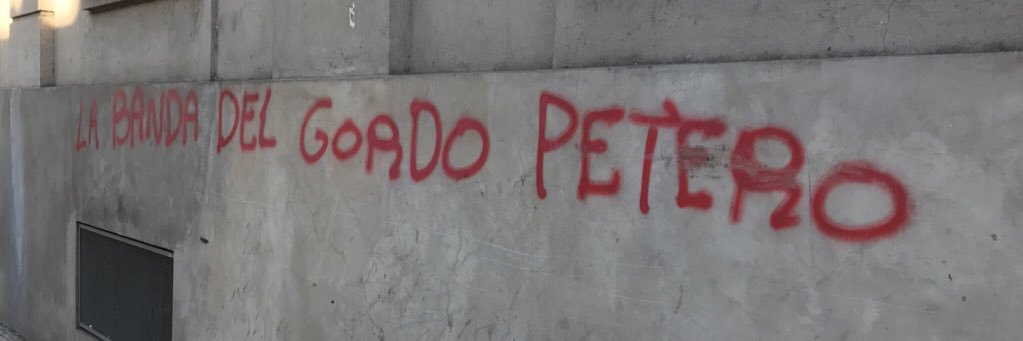 LA BANDA DEL GORDO PETERO